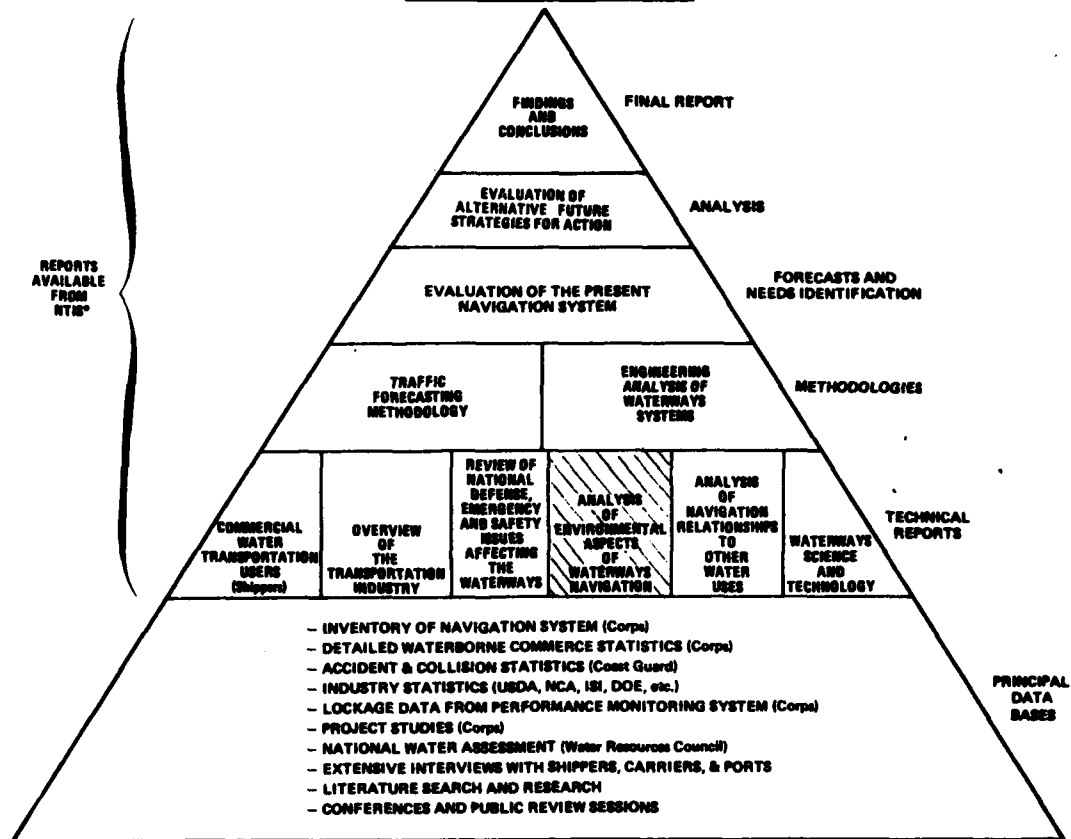 FINDINGS
AND
CONCLUSIONS
FINAL REPORT
EVALUATION OF
ALTERNATIVE FUTURE
STRATEGIES FOR ACTION
ANALYSIS
REPORTS
AVAILABLE
FROM
NTIS*
EVALUATION OF THE PRESENT
NAVIGATION SYSTEM
FORECASTS AND
NEEDS IDENTIFICATION
TRAFFIC
FORECASTING
METHODOLOGY
ENGINEERING
ANALYSIS OF
WATERWAYS
SYSTEMS
METHODOLOGIES
COMMERCIAL
WATER
TRANSPORTATION
USERS
(Shippers)
OVERVIEW
OF
THE
TRANSPORTATION
INDUSTRY
REVIEW OF
NATIONAL
DEFENSE,
EMERGENCY
AND SAFETY
ISSUES
AFFECTING
THE
WATERWAYS
ANALYSIS
OF
ENVIRONMENTAL
ASPECTS
OF
WATERWAYS
NAVIGATION
ANALYSIS
OF
NAVIGATION
RELATIONSHIPS
TO
OTHER
WATER
USES
WATERWAYS
SCIENCE
AND
TECHNOLOGY
TECHNICAL
REPORTS
– INVENTORY OF NAVIGATION SYSTEM (Corps)
– DETAILED WATERBORNE COMMERCE STATISTICS (Corps)
– ACCIDENT & COLLISION STATISTICS (Coast Guard)
– INDUSTRY STATISTICS (USDA, NCA, ISI, DOE, etc.)
– LOCKAGE DATA FROM PERFORMANCE MONITORING SYSTEM (Corps)
– PROJECT STUDIES (Corps)
– NATIONAL WATER ASSESSMENT (Water Resources Council)
– EXTENSIVE INTERVIEWS WITH SHIPPERS, CARRIERS, & PORTS
– LITERATURE SEARCH AND RESEARCH
– CONFERENCES AND PUBLIC REVIEW SESSIONS
PRINCIPAL
DATA
BASES